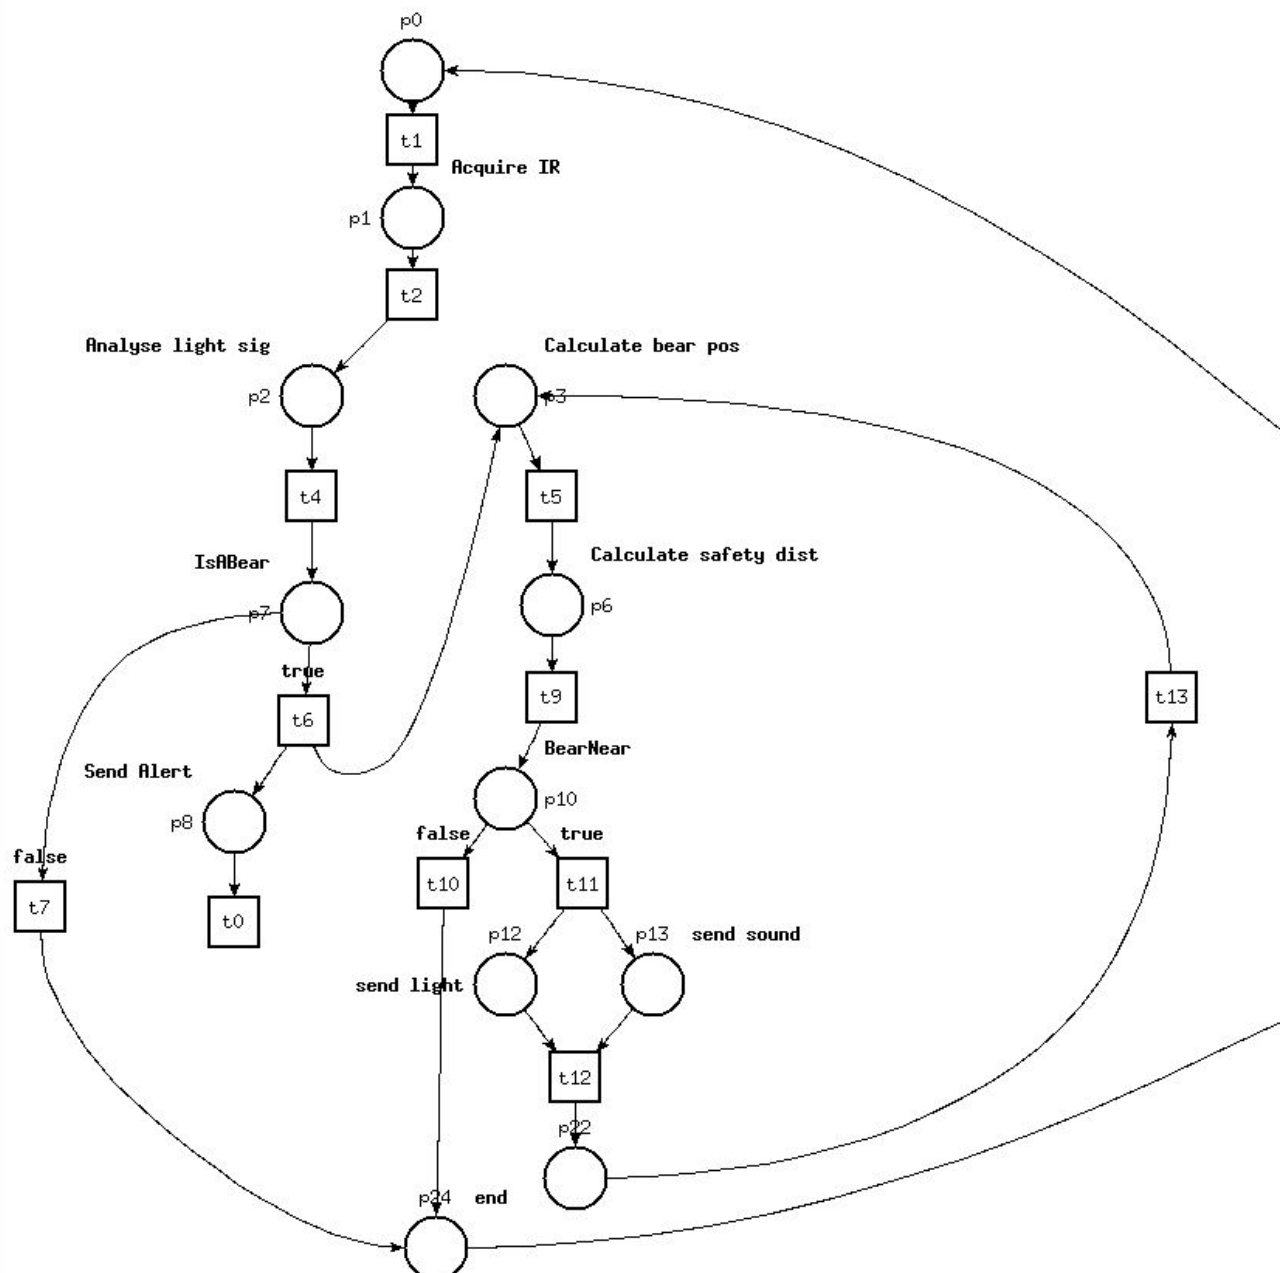 p0
t1
Acquire IR
p1
t2
Analyse light sig
Calculate bear pos
p2
p3
t4
t5
IsABear
Calculate safety dist
p7
p6
true
t6
t9
t13
BearNear
Send Alert
p8
p10
false
true
false
t10
t11
t7
t0
p12
p13
send sound
send light
t12
p22
p24
end